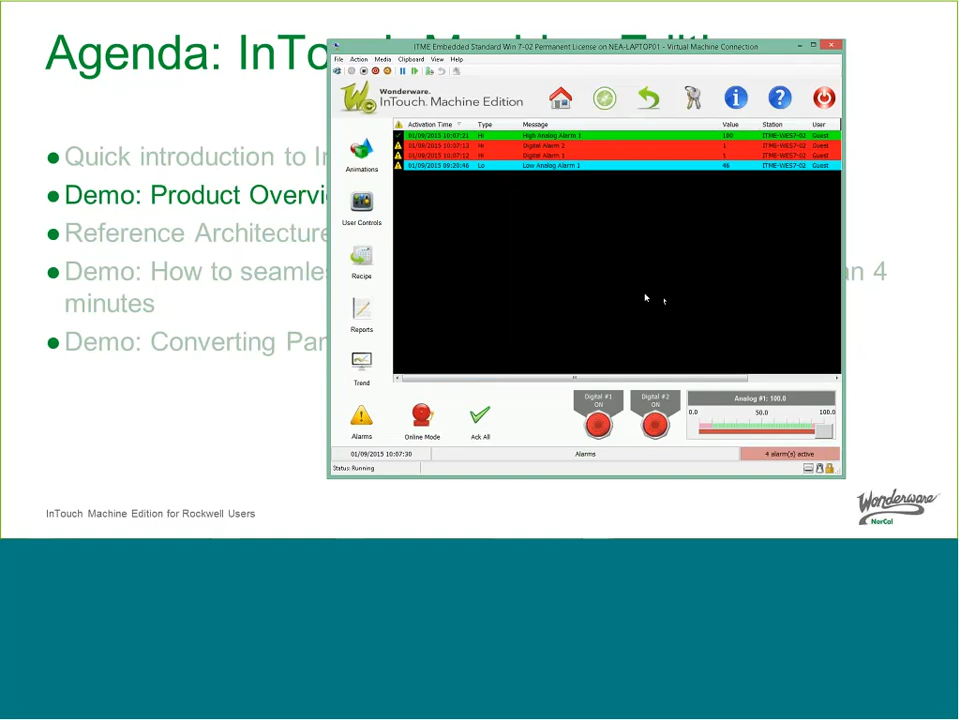 Agenda: InTouch Machine Edition
Quick introduction to In
Demo: Product Overvie
Reference Architecture
Demo: How to seamles
an 4
minutes
Demo: Converting Pan
ITME Embedded Standard Win 7-02 Permanent License on NEA-LAPTOP01 - Virtual Machine Connection
File Action Media Clipboard View Help
Wonderware.
InTouch. Machine Edition
Activation Time Type Message Value Station User
01/09/2015 10:07:21 Hi High Analog Alarm 1 100 ITME-WES7-02 Guest
01/09/2015 10:07:13 Hi Digital Alarm 2 1 ITME-WES7-02 Guest
01/09/2015 10:07:12 Hi Digital Alarm 1 1 ITME-WES7-02 Guest
01/09/2015 09:20:46 Lo Low Analog Alarm 1 46 ITME-WES7-02 Guest
Animations
User Controls
Recipe
Reports
Trend
Alarms
Online Mode
Ack All
Digital #1
ON
Digital #2
ON
Analog #1: 100.0
0.0 50.0 100.0
01/09/2015 10:07:30 Alarms 4 alarm(s) active
Status: Running
InTouch Machine Edition for Rockwell Users
Wonderware
NorCal